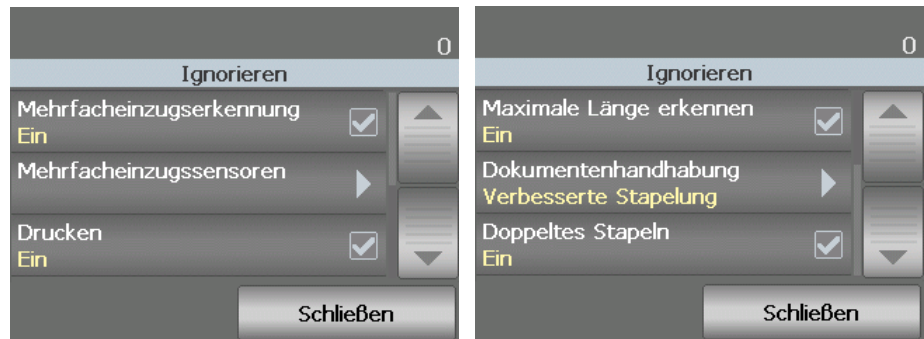 0
Ignorieren
Mehrfacheinzugserkennung
Ein
Mehrfacheinzugssensoren
Drucken
Ein
Schließen
0
Ignorieren
Maximale Länge erkennen
Ein
Dokumentenhandhabung
Verbesserte Stapelung
Doppeltes Stapeln
Ein
Schließen